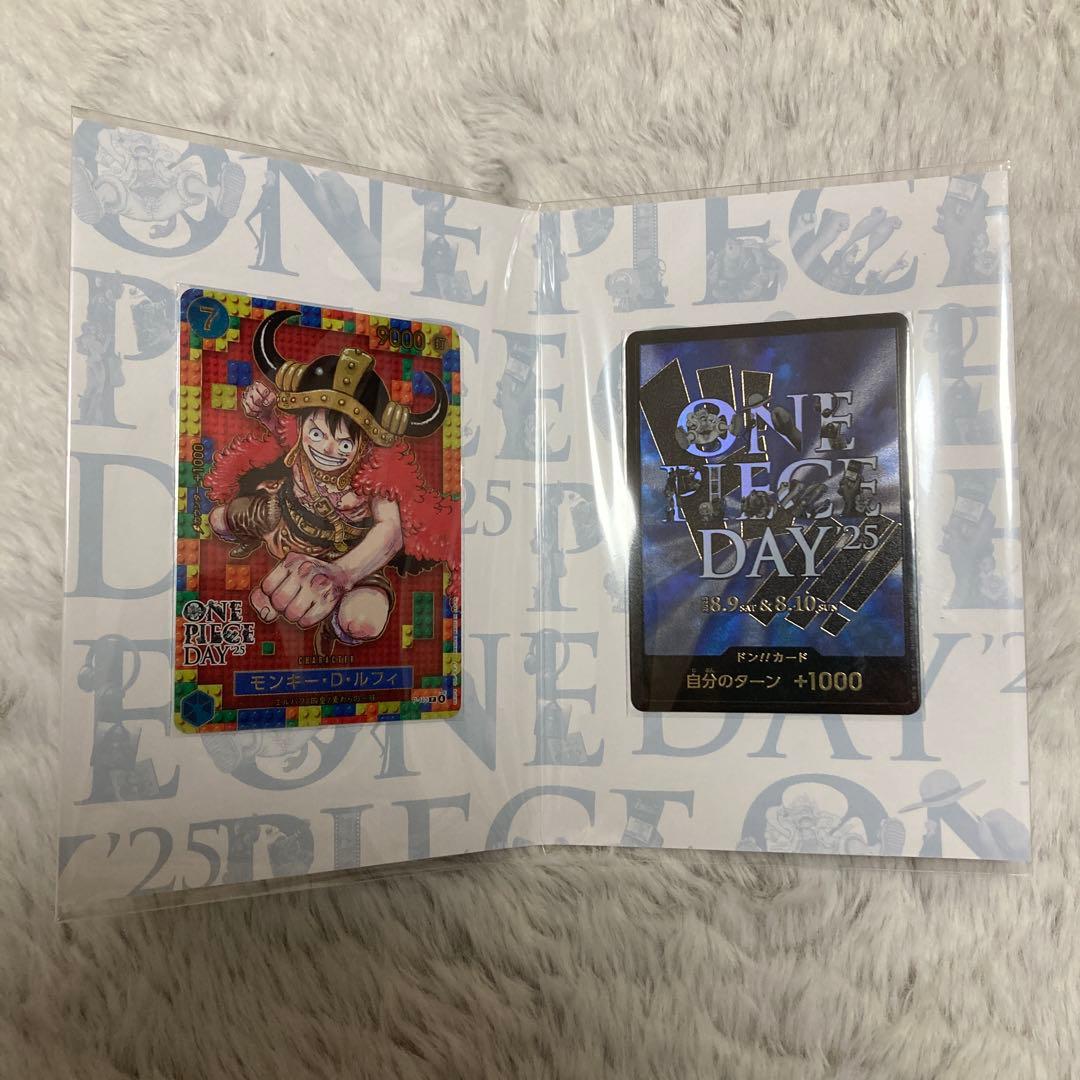 7
9000 打
ONE
PIECE
DAY'25
CHARACTER
モンキー・D・ルフィ
ONE
PIECE
DAY'25
8.9 SAT & 8.10 SUN
ドン!!カード
自分のターン +1000
ONE PIECE
DAY'25